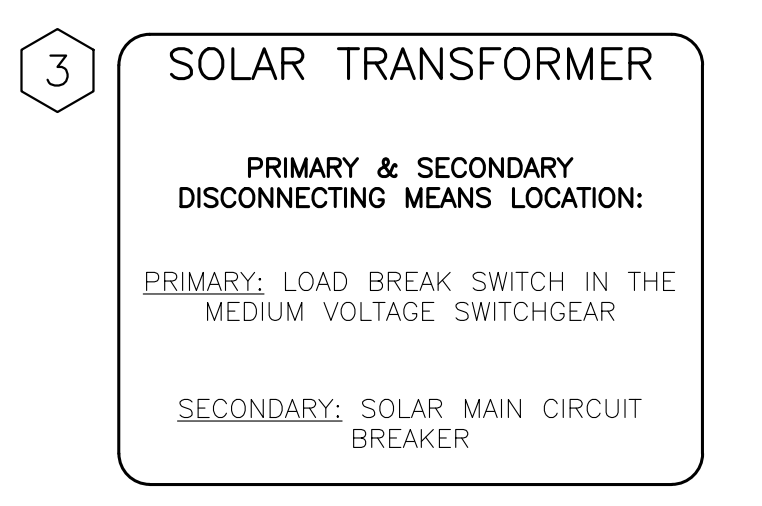 3
SOLAR TRANSFORMER
PRIMARY & SECONDARY
DISCONNECTING MEANS LOCATION:
PRIMARY: LOAD BREAK SWITCH IN THE
MEDIUM VOLTAGE SWITCHGEAR
SECONDARY: SOLAR MAIN CIRCUIT
BREAKER